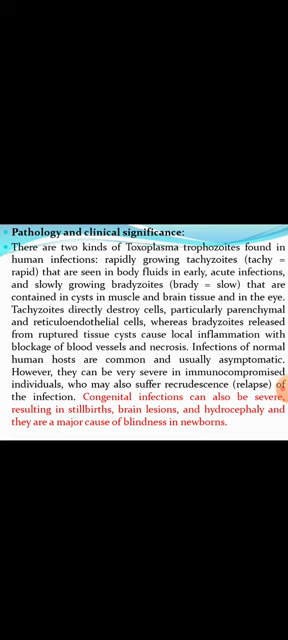 Pathology and clinical significance:
There are two kinds of Toxoplasma trophozoites found in
human infections: rapidly growing tachyzoites (tachy =
rapid) that are seen in body fluids in early, acute infections,
and slowly growing bradyzoites (brady = slow) that are
contained in cysts in muscle and brain tissue and in the eye.
Tachyzoites directly destroy cells, particularly parenchymal
and reticuloendothelial cells, whereas bradyzoites released
from ruptured tissue cysts cause local inflammation with
blockage of blood vessels and necrosis. Infections of normal
human hosts are common and usually asymptomatic.
However, they can be very severe in immunocompromised
individuals, who may also suffer recrudescence (relapse) of
the infection. Congenital infections can also be severe,
resulting in stillbirths, brain lesions, and hydrocephaly and
they are a major cause of blindness in newborns.